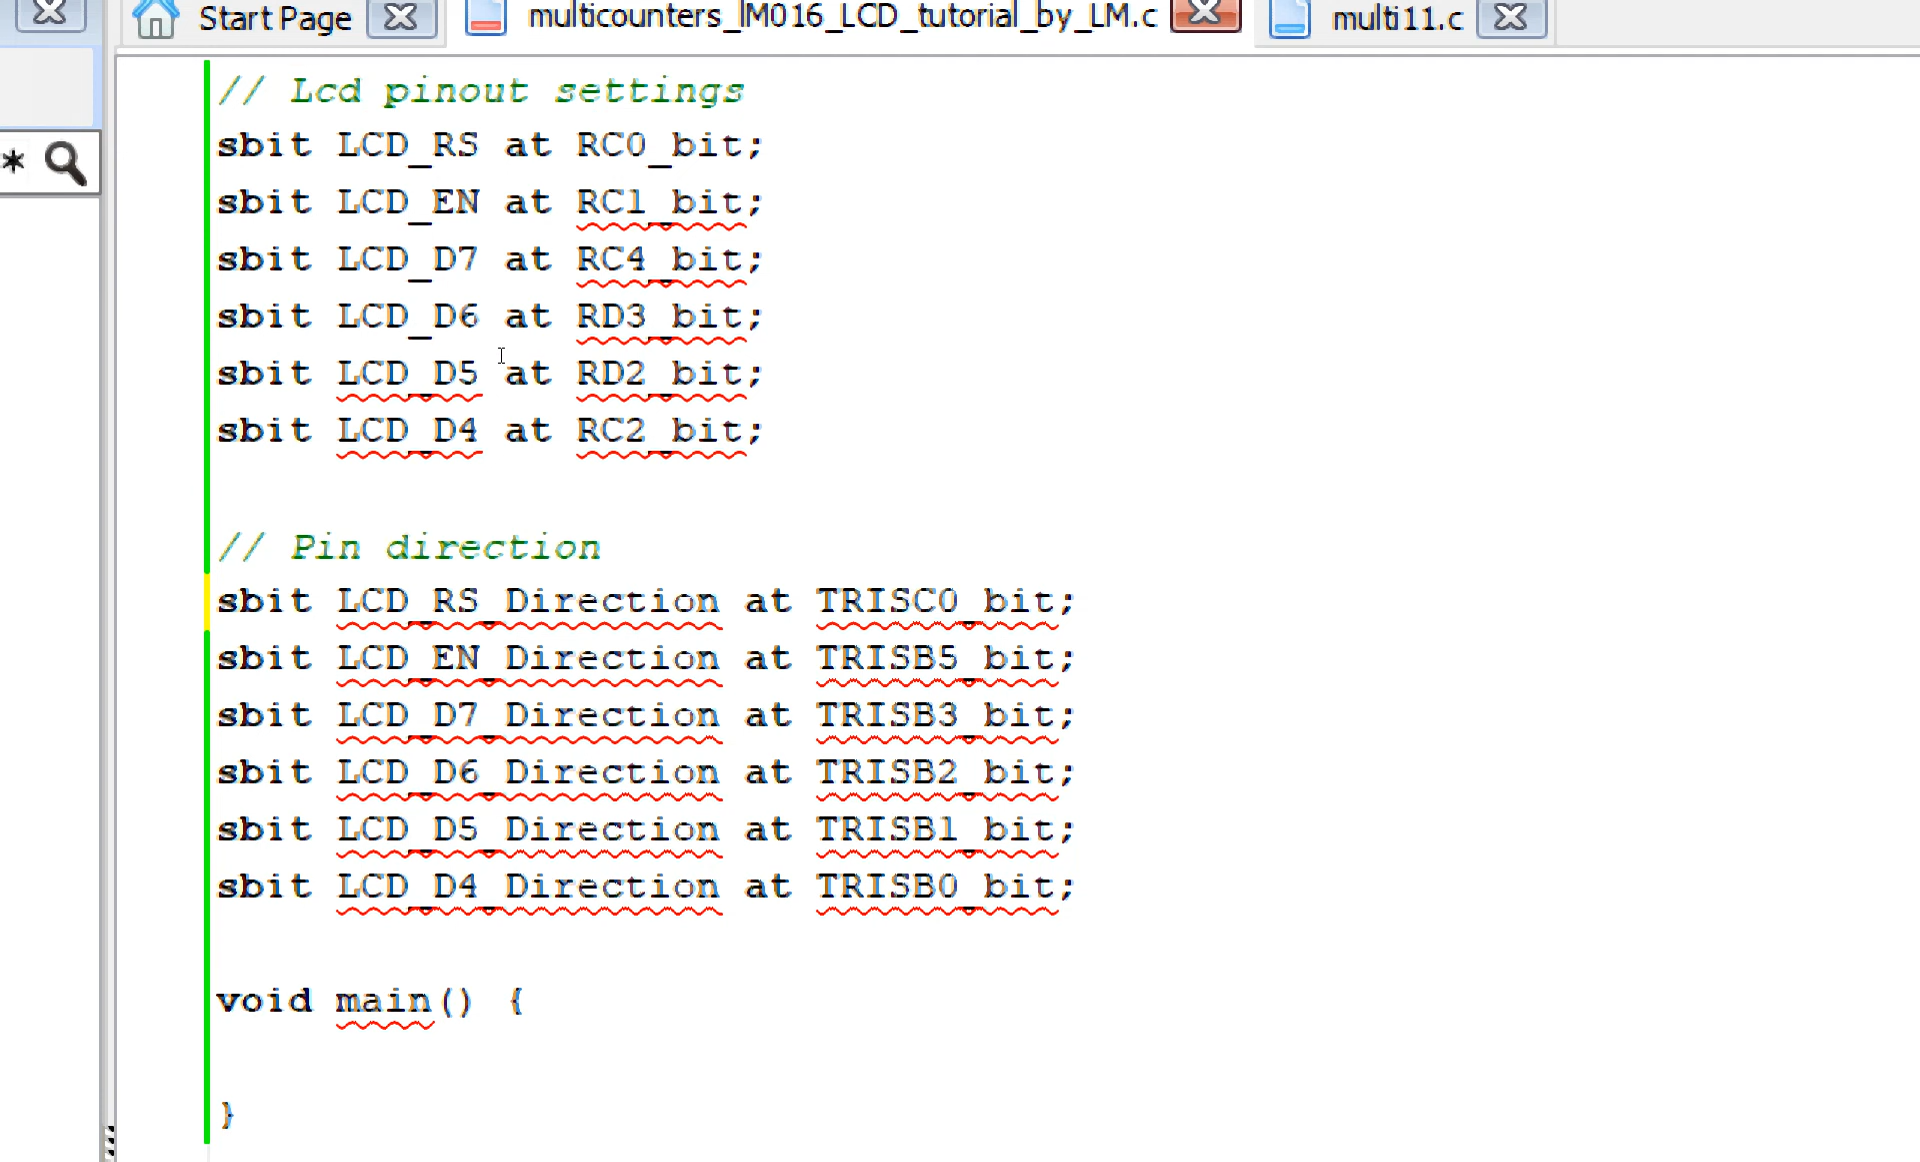 Start Page
multicounters_lM016_LCD_tutorial_by_LM.c
multi11.c
*
// Lcd pinout settings
sbit LCD_RS at RC0_bit;
sbit LCD_EN at RC1_bit;
sbit LCD_D7 at RC4_bit;
sbit LCD_D6 at RD3_bit;
sbit LCD_D5 at RD2_bit;
sbit LCD_D4 at RC2_bit;
// Pin direction
sbit LCD_RS_Direction at TRISC0_bit;
sbit LCD_EN_Direction at TRISB5_bit;
sbit LCD_D7_Direction at TRISB3_bit;
sbit LCD_D6_Direction at TRISB2_bit;
sbit LCD_D5_Direction at TRISB1_bit;
sbit LCD_D4_Direction at TRISB0_bit;
void main() {
}